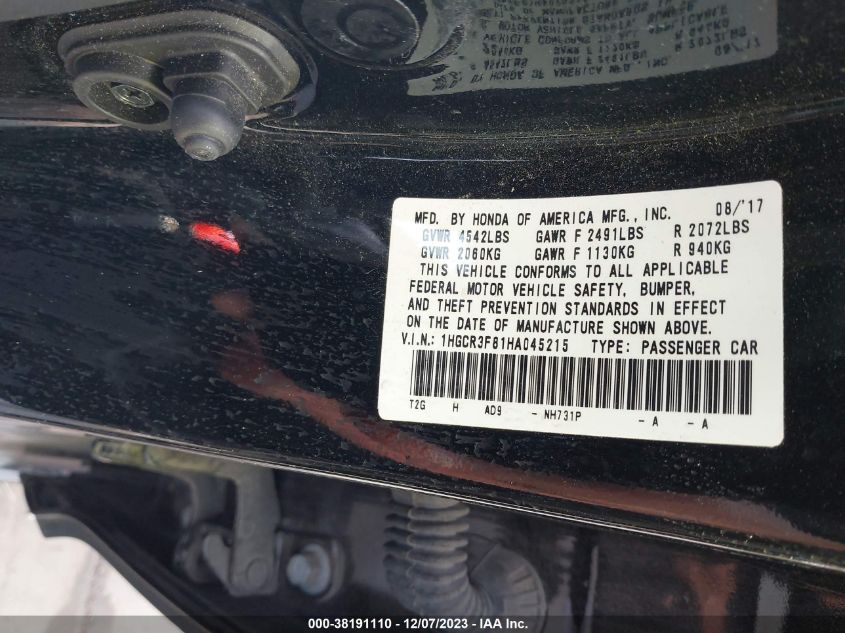 MFD. BY HONDA OF AMERICA MFG., INC. 08/'17
GVWR 4542LBS GAWR F 2491LBS R 2072LBS
GVWR 2060KG GAWR F 1130KG R 940KG
THIS VEHICLE CONFORMS TO ALL APPLICABLE
FEDERAL MOTOR VEHICLE SAFETY, BUMPER,
AND THEFT PREVENTION STANDARDS IN EFFECT
ON THE DATE OF MANUFACTURE SHOWN ABOVE.
V.I.N.: 1HGCR3F81HA045215 TYPE: PASSENGER CAR
T2G H AD9 - NH731P - A - A
000-38191110 - 12/07/2023 - IAAI.com